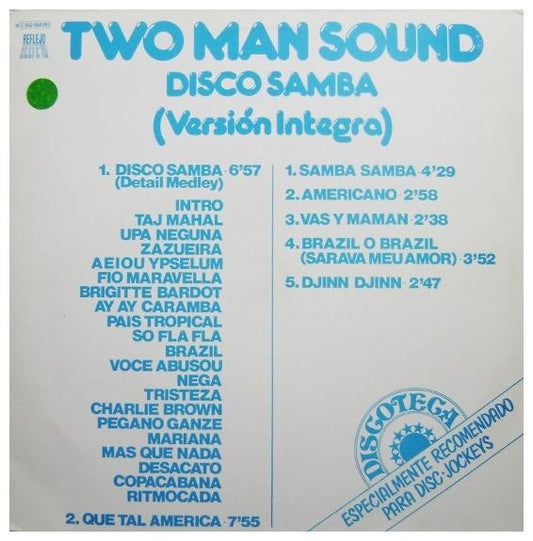 REFLEJO
TWO MAN SOUND
DISCO SAMBA
(Versión Integra)
1. DISCO SAMBA-6'57
(Detail Medley)
INTRO
TAJ MAHAL
UPA NEGUNA
ZAZUEIRA
AEIOU YPSELUM
FIO MARAVELLA
BRIGITTE BARDOT
AY AY CARAMBA
PAIS TROPICAL
SO FLA FLA
BRAZIL
VOCE ABUSOU
NEGA
TRISTEZA
CHARLIE BROWN
PEGANO GANZE
MARIANA
MAS QUE NADA
DESACATO
COPACABANA
RITMOCADA
2. QUE TAL AMERICA-7'55
1. SAMBA SAMBA-4'29
2. AMERICANO-2'58
3. VAS Y MAMAN-2'38
4. BRAZIL O BRAZIL
(SARAVA MEU AMOR)-3'52
5. DJINN DJINN-2'47
DISCOTECA
ESPECIALMENTE RECOMENDADO
PARA DISC-JOCKEYS